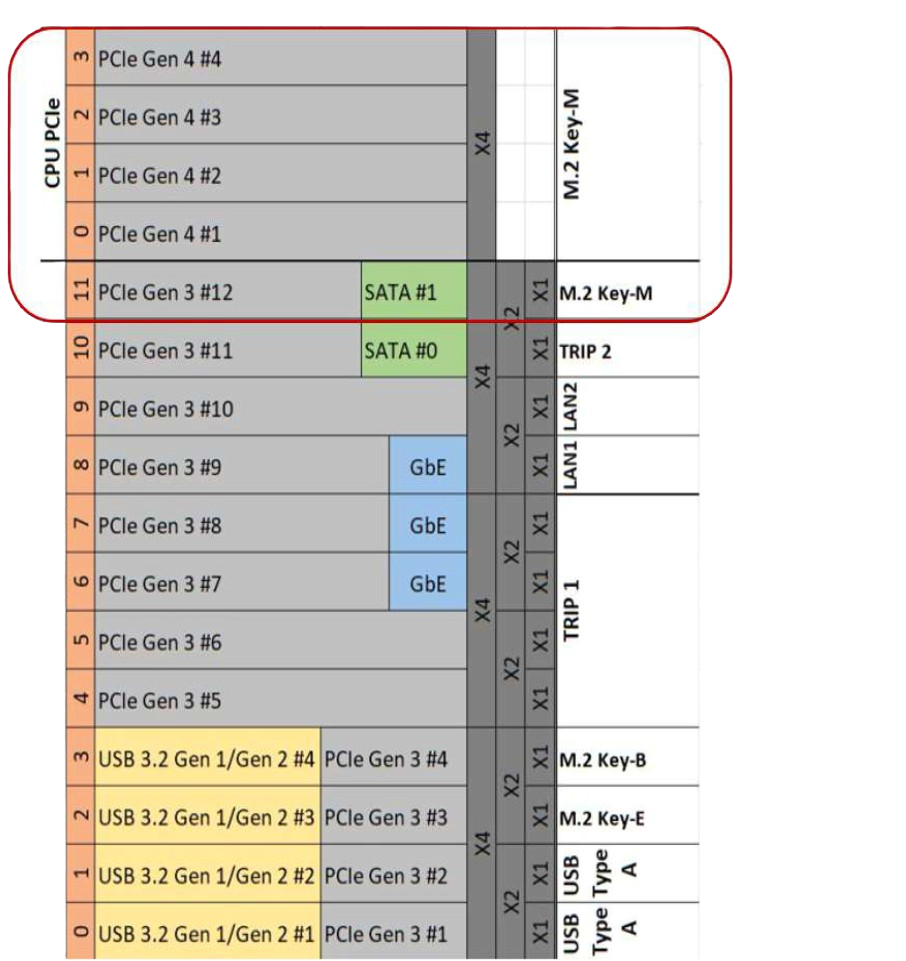 CPU PCIe
3 PCIe Gen 4 #4
2 PCIe Gen 4 #3
1 PCIe Gen 4 #2
0 PCIe Gen 4 #1
X4
M.2 Key-M
11 PCIe Gen 3 #12 SATA #1 X1 M.2 Key-M
X2
10 PCIe Gen 3 #11 SATA #0 X1 TRIP 2
X4
9 PCIe Gen 3 #10 X1 LAN2
X2
8 PCIe Gen 3 #9 GbE X1 LAN1
7 PCIe Gen 3 #8 GbE X1
X2
6 PCIe Gen 3 #7 GbE X1
X4
TRIP 1
5 PCIe Gen 3 #6 X1
X2
4 PCIe Gen 3 #5 X1
3 USB 3.2 Gen 1/Gen 2 #4 PCIe Gen 3 #4 X1 M.2 Key-B
X2
2 USB 3.2 Gen 1/Gen 2 #3 PCIe Gen 3 #3 X1 M.2 Key-E
X4
1 USB 3.2 Gen 1/Gen 2 #2 PCIe Gen 3 #2 X1 USB Type A
X2
0 USB 3.2 Gen 1/Gen 2 #1 PCIe Gen 3 #1 X1 USB Type A